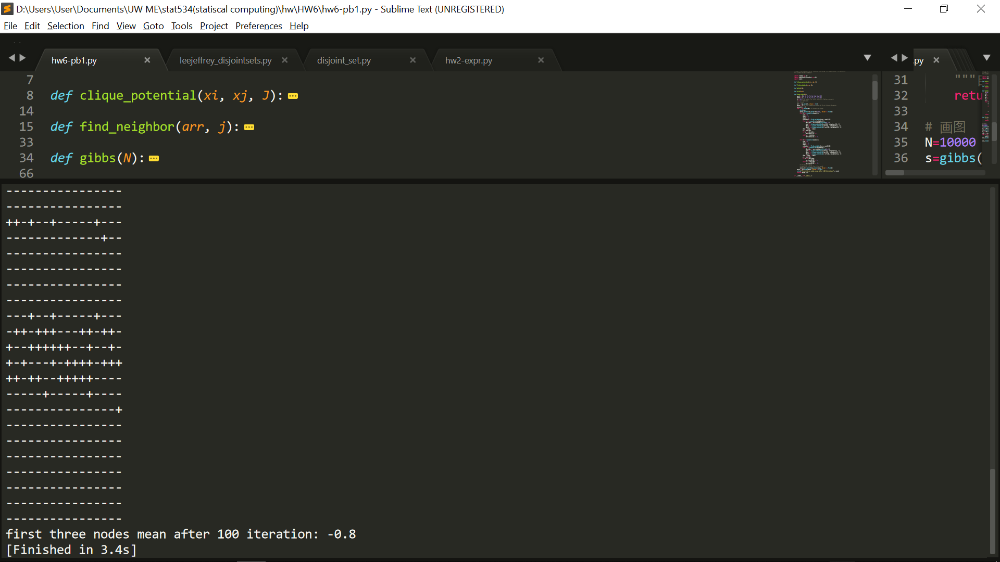 D:\Users\User\Documents\UW ME\stat534(statiscal computing)\hw\HW6\hw6-pb1.py - Sublime Text (UNREGISTERED)
File Edit Selection Find View Goto Tools Project Preferences Help
hw6-pb1.py leejeffrey_disjointsets.py disjoint_set.py hw2-expr.py
7
8 def clique_potential(xi, xj, J):
14
15 def find_neighbor(arr, j):
33
34 def gibbs(N):
66
.py
31 """
32 retu
33
34 # 画图
35 N=10000
36 s=gibbs(
----------------
----------------
++-+--+-----+---
-------------+--
----------------
----------------
----------------
----------------
---+--+-----+---
-++-+++---++-++-
+--++++++--+--+-
+-+---+-++++-+++
++-++--+++++----
-----+-----+----
---------------+
----------------
----------------
----------------
----------------
----------------
----------------
----------------
first three nodes mean after 100 iteration: -0.8
[Finished in 3.4s]